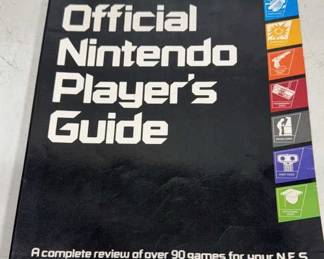 Official
Nintendo
Player's
Guide
A complete review of over 90 games for your N.E.S.